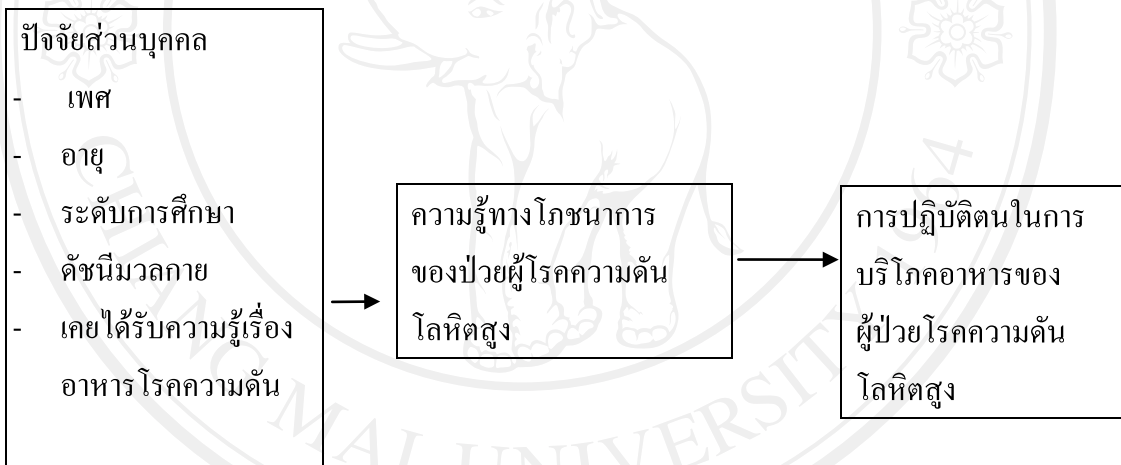 ปัจจัยส่วนบุคคล
- เพศ
- อายุ
- ระดับการศึกษา
- ดัชนีมวลกาย
- เคยได้รับความรู้เรื่อง
อาหารโรคความดัน
ความรู้ทางโภชนาการ
ของป่วยผู้โรคความดัน
โลหิตสูง
การปฏิบัติตนในการ
บริโภคอาหารของ
ผู้ป่วยโรคความดัน
โลหิตสูง
CHIANG MAI UNIVERSITY 1964